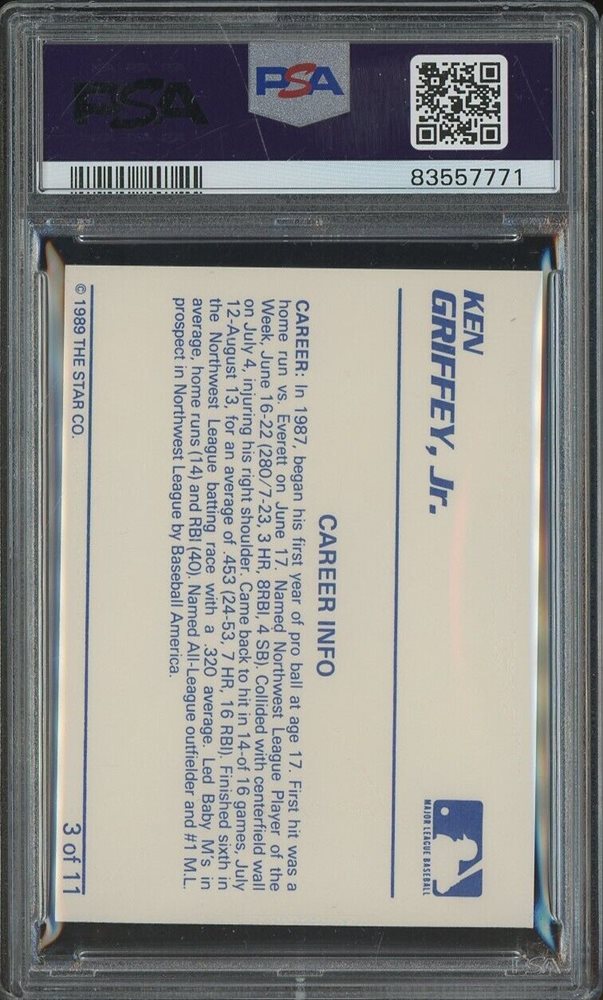 PSA
PSA
83557771
KEN
GRIFFEY, Jr.
MAJOR LEAGUE BASEBALL
CAREER INFO
CAREER: In 1987, began his first year of pro ball at age 17. First hit was a
home run vs. Everett on June 17. Named Northwest League Player of the
Week, June 16-22 (280/7-23, 3 HR, 8RBI, 4 SB). Collided with centerfield wall
on July 4, injuring his right shoulder. Came back to hit in 14-of 16 games, July
12-August 13, for an average of .453 (24-53, 7 HR, 16 RBI). Finished sixth in
the Northwest League batting race with a .320 average. Led Baby M's in
average, home runs (14) and RBI (40). Named All-League outfielder and #1 M.L.
prospect in Northwest League by Baseball America.
© 1989 THE STAR CO.
3 of 11
PSA